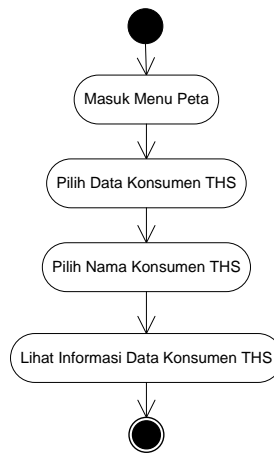 Masuk Menu Peta
Pilih Data Konsumen THS
Pilih Nama Konsumen THS
Lihat Informasi Data Konsumen THS